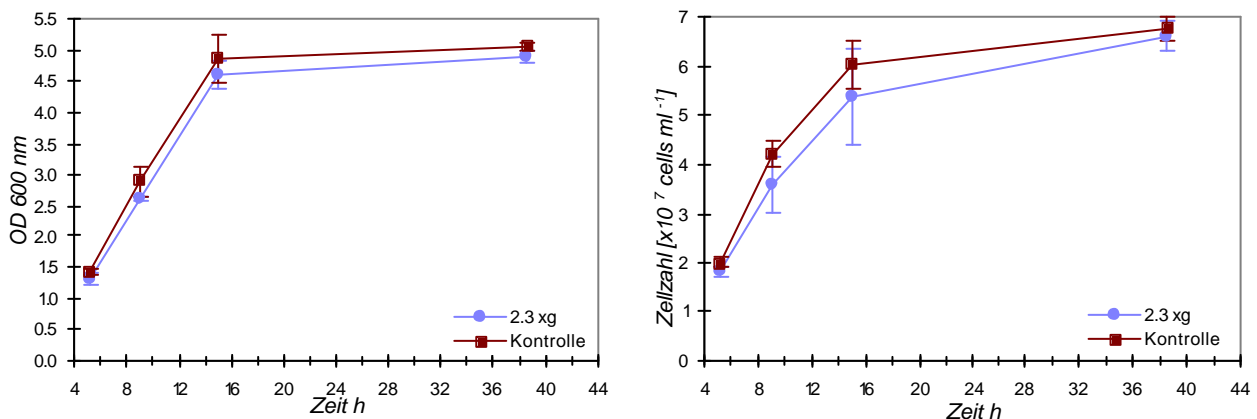 5.5
5.0
4.5
4.0
3.5
3.0
2.5
2.0
1.5
1.0
0.5
0.0
OD 600 nm
4 8 12 16 20 24 28 32 36 40 44
Zeit h
2.3 xg
Kontrolle
7
6
5
4
3
2
1
0
Zellzahl [x10 7 cells ml -1]
4 8 12 16 20 24 28 32 36 40 44
Zeit h
2.3 xg
Kontrolle